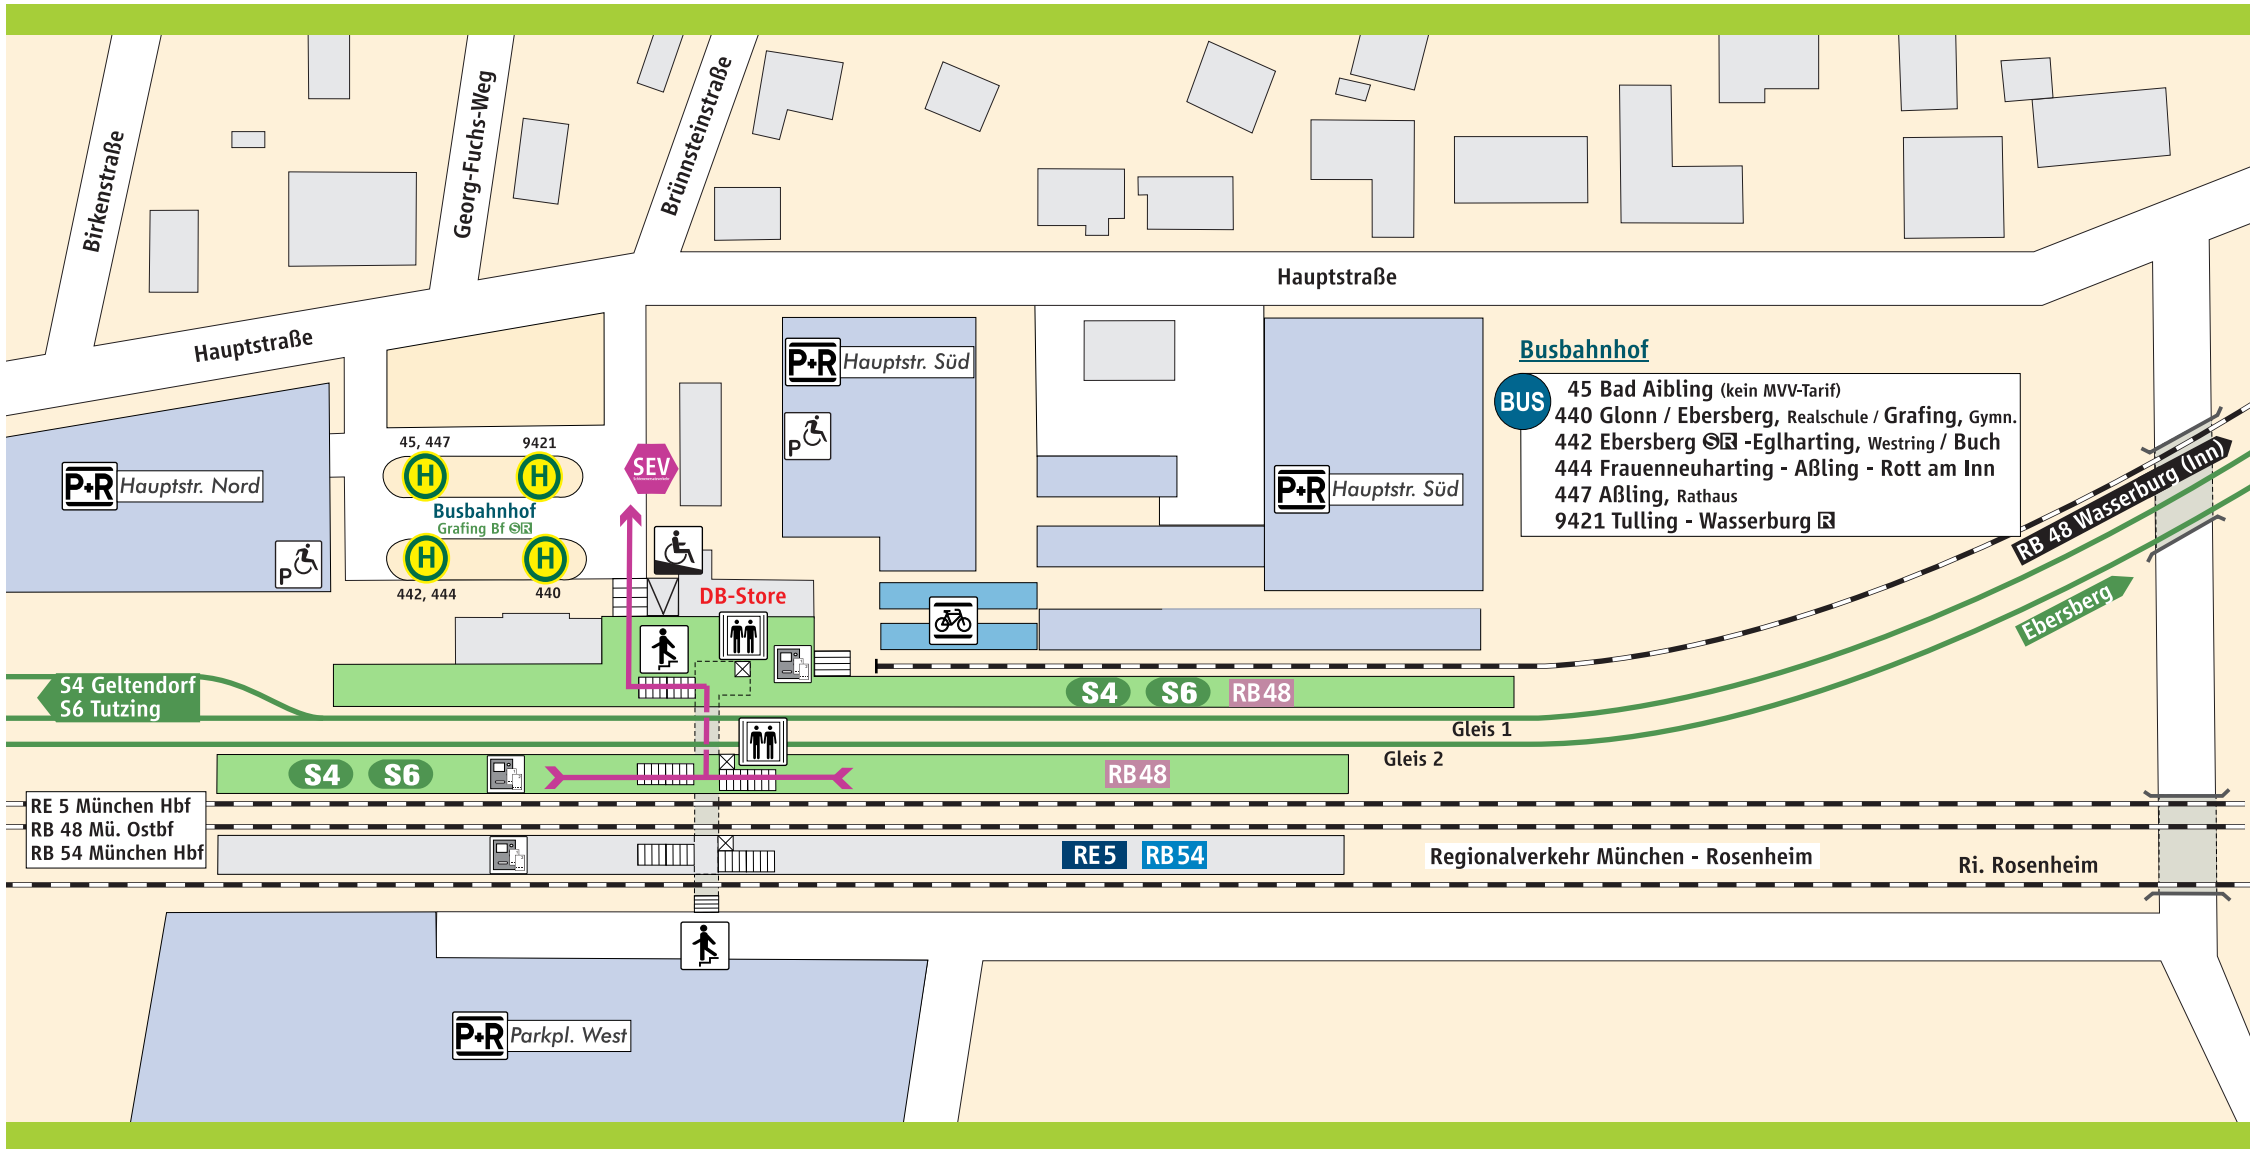 Birkenstraße
Georg-Fuchs-Weg
Brünnsteinstraße
Hauptstraße
Hauptstraße
P+R Hauptstr. Süd
P
P+R Hauptstr. Nord
P
45, 447
9421
H
H
Busbahnhof
Grafing Bf S R
H
H
442, 444
440
SEV
P+R Hauptstr. Süd
Busbahnhof
BUS
45 Bad Aibling (kein MVV-Tarif)
440 Glonn / Ebersberg, Realschule / Grafing, Gymn.
442 Ebersberg S R -Eglharting, Westring / Buch
444 Frauenneuharting - Aßling - Rott am Inn
447 Aßling, Rathaus
9421 Tulling - Wasserburg R
RB 48 Wasserburg (Inn)
Ebersberg
DB-Store
S4 Geltendorf
S6 Tutzing
S4 S6 RB48
Gleis 1
Gleis 2
S4 S6
RB48
RE 5 München Hbf
RB 48 Mü. Ostbf
RB 54 München Hbf
RE5 RB54
Regionalverkehr München - Rosenheim
Ri. Rosenheim
P+R Parkpl. West